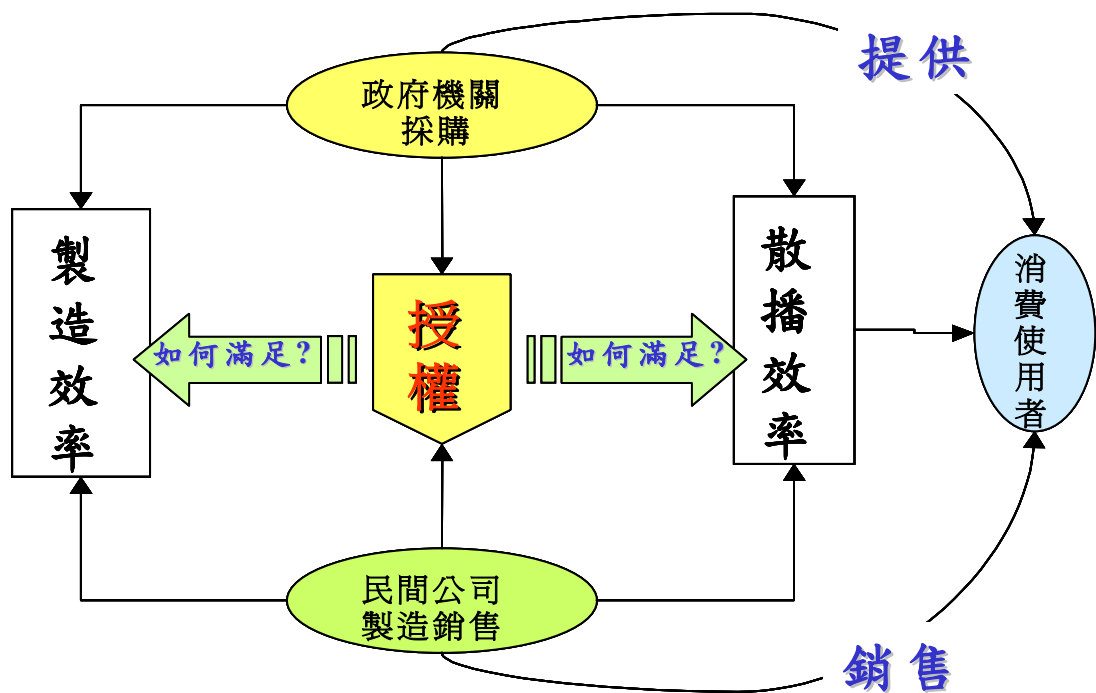 提供
政府機關
採購
製造效率
如何滿足?
授權
如何滿足?
散播效率
消費使用者
民間公司
製造銷售
銷售